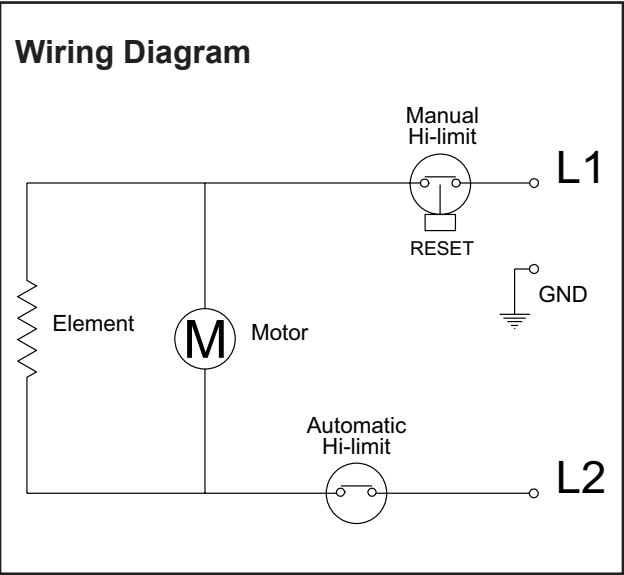 Wiring Diagram
Manual
Hi-limit
L1
RESET
GND
Element
M
Motor
Automatic
Hi-limit
L2